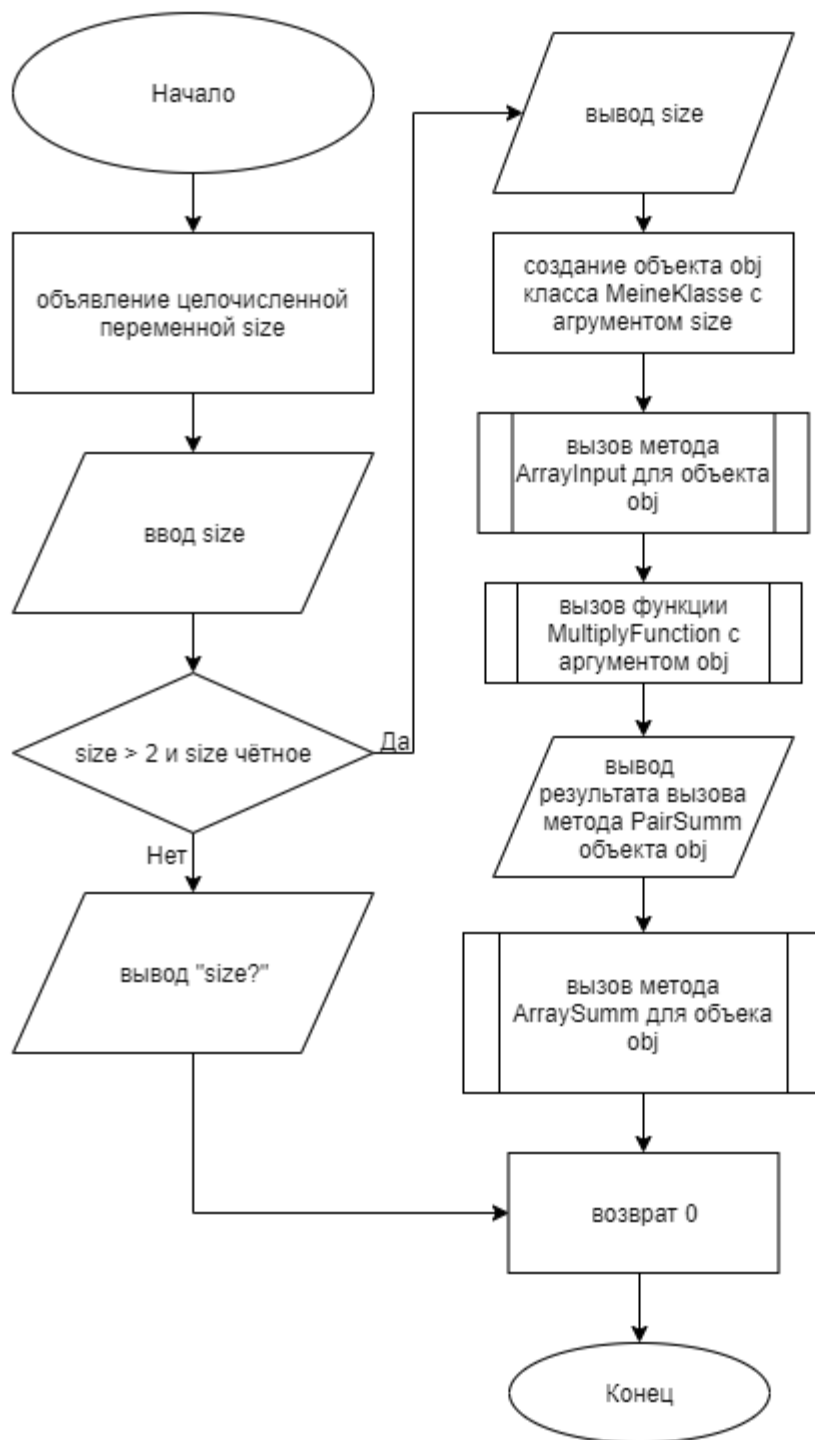 Начало
объявление целочисленной
переменной size
ввод size
size > 2 и size чётное
Да
Нет
вывод "size?"
вывод size
создание объекта obj
класса MeineKlasse с
агрументом size
вызов метода
ArrayInput для объекта
obj
вызов функции
MultiplyFunction с
аргументом obj
вывод
результата вызова
метода PairSumm
объекта obj
вызов метода
ArraySumm для объека
obj
возврат 0
Конец